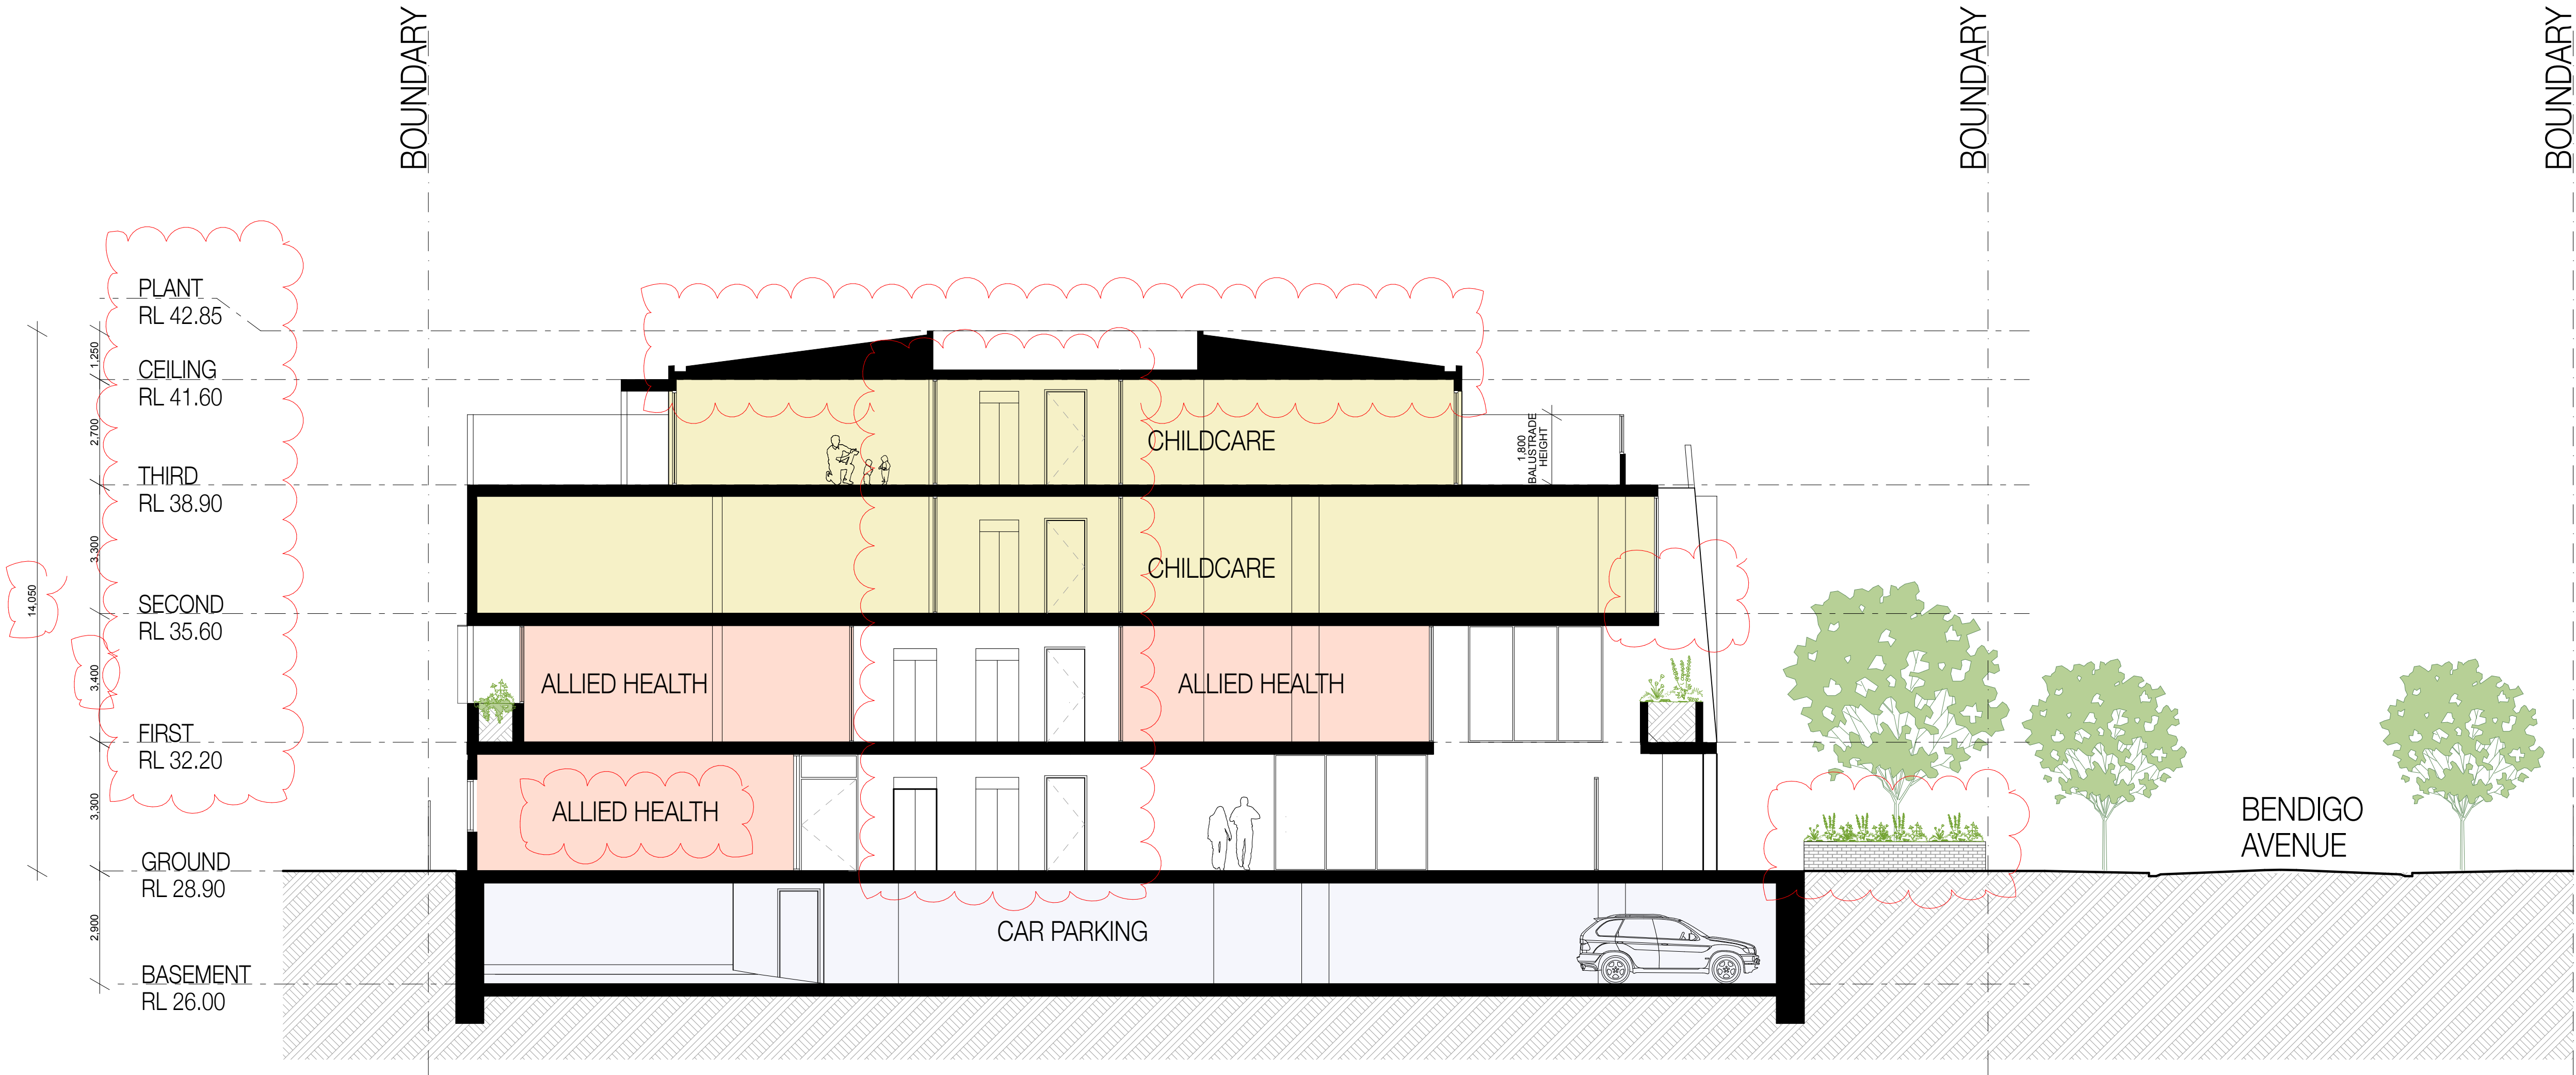 BOUNDARY
BOUNDARY
BOUNDARY
PLANT
RL 42.85
1,250
CEILING
RL 41.60
2,700
THIRD
RL 38.90
3,300
SECOND
RL 35.60
3,400
FIRST
RL 32.20
3,300
GROUND
RL 28.90
2,900
BASEMENT
RL 26.00
14,050
CHILDCARE
1,800
BALUSTRADE
HEIGHT
CHILDCARE
ALLIED HEALTH
ALLIED HEALTH
ALLIED HEALTH
CAR PARKING
BENDIGO
AVENUE